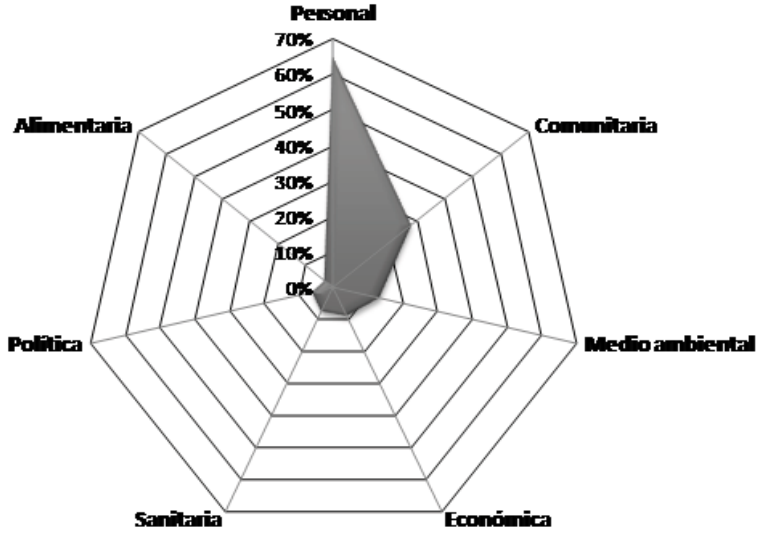 Personal
70%
60%
50%
40%
30%
20%
10%
0%
Alimentaria
Comunitaria
Política
Medio ambiental
Sanitaria
Económica